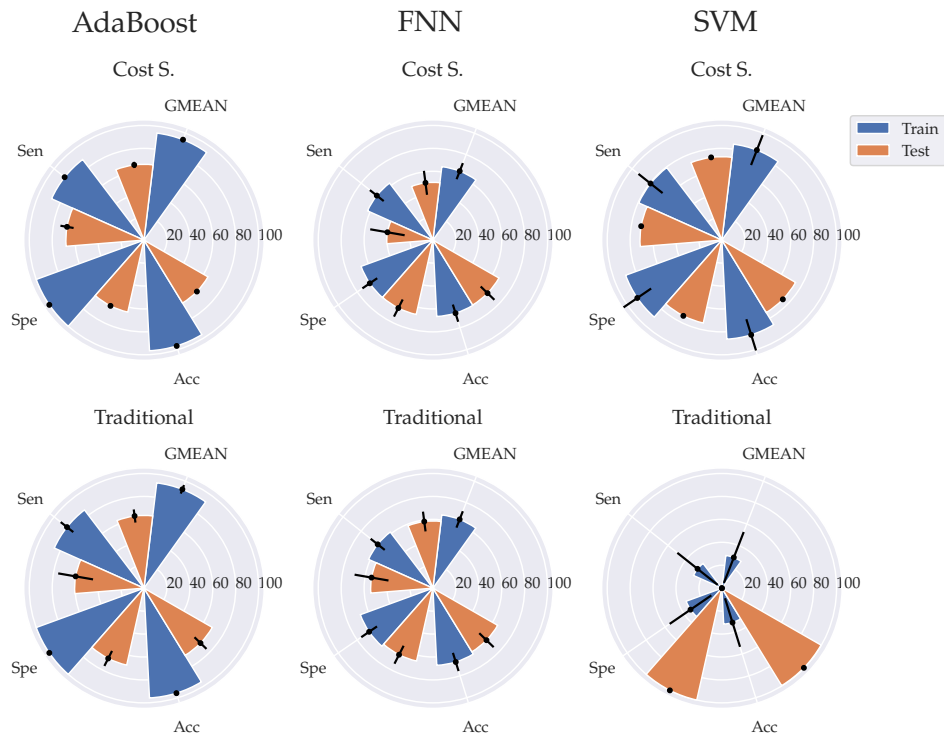 AdaBoost FNN SVM
Cost S. Cost S. Cost S.
GMEAN GMEAN GMEAN
Train
Test
Sen Sen Sen
20 40 60 80 100 20 40 60 80 100 20 40 60 80 100
Spe Spe Spe
Acc Acc Acc
Traditional Traditional Traditional
GMEAN GMEAN GMEAN
Sen Sen Sen
20 40 60 80 100 20 40 60 80 100 20 40 60 80 100
Spe Spe Spe
Acc Acc Acc